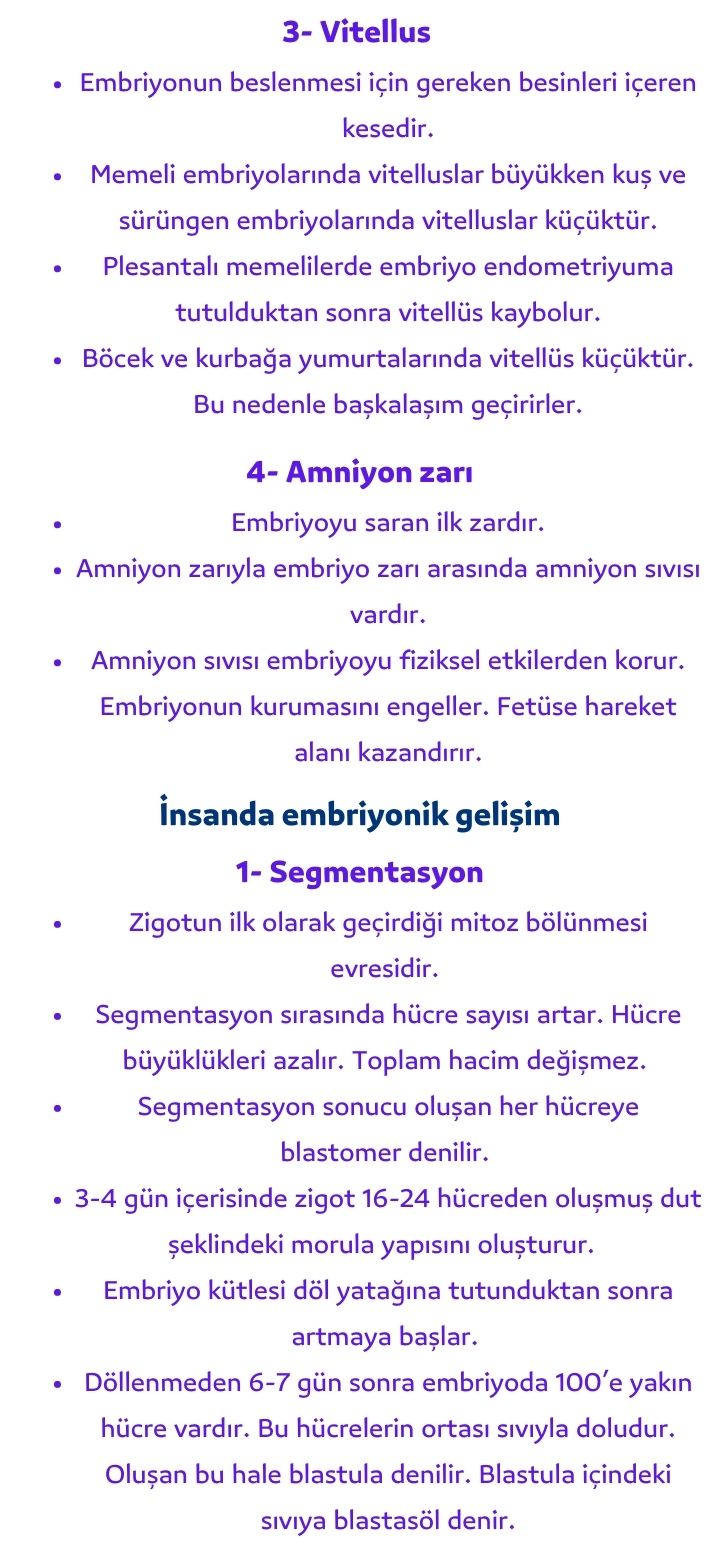 3- Vitellus
• Embriyonun beslenmesi için gereken besinleri içeren
kesedir.
• Memeli embriyolarında vitelluslar büyükken kuş ve
sürüngen embriyolarında vitelluslar küçüktür.
• Plesantalı memelilerde embriyo endometriyuma
tutulduktan sonra vitellüs kaybolur.
• Böcek ve kurbağa yumurtalarında vitellüs küçüktür.
Bu nedenle başkalaşım geçirirler.
4- Amniyon zarı
• Embriyoyu saran ilk zardır.
• Amniyon zarıyla embriyo zarı arasında amniyon sıvısı
vardır.
• Amniyon sıvısı embriyoyu fiziksel etkilerden korur.
Embriyonun kurumasını engeller. Fetüse hareket
alanı kazandırır.
İnsanda embriyonik gelişim
1- Segmentasyon
• Zigotun ilk olarak geçirdiği mitoz bölünmesi
evresidir.
• Segmentasyon sırasında hücre sayısı artar. Hücre
büyüklükleri azalır. Toplam hacim değişmez.
• Segmentasyon sonucu oluşan her hücreye
blastomer denilir.
• 3-4 gün içerisinde zigot 16-24 hücreden oluşmuş dut
şeklindeki morula yapısını oluşturur.
• Embriyo kütlesi döl yatağına tutunduktan sonra
artmaya başlar.
• Döllenmeden 6-7 gün sonra embriyoda 100’e yakın
hücre vardır. Bu hücrelerin ortası sıvıyla doludur.
Oluşan bu hale blastula denilir. Blastula içindeki
sıvıya blastasöl denir.